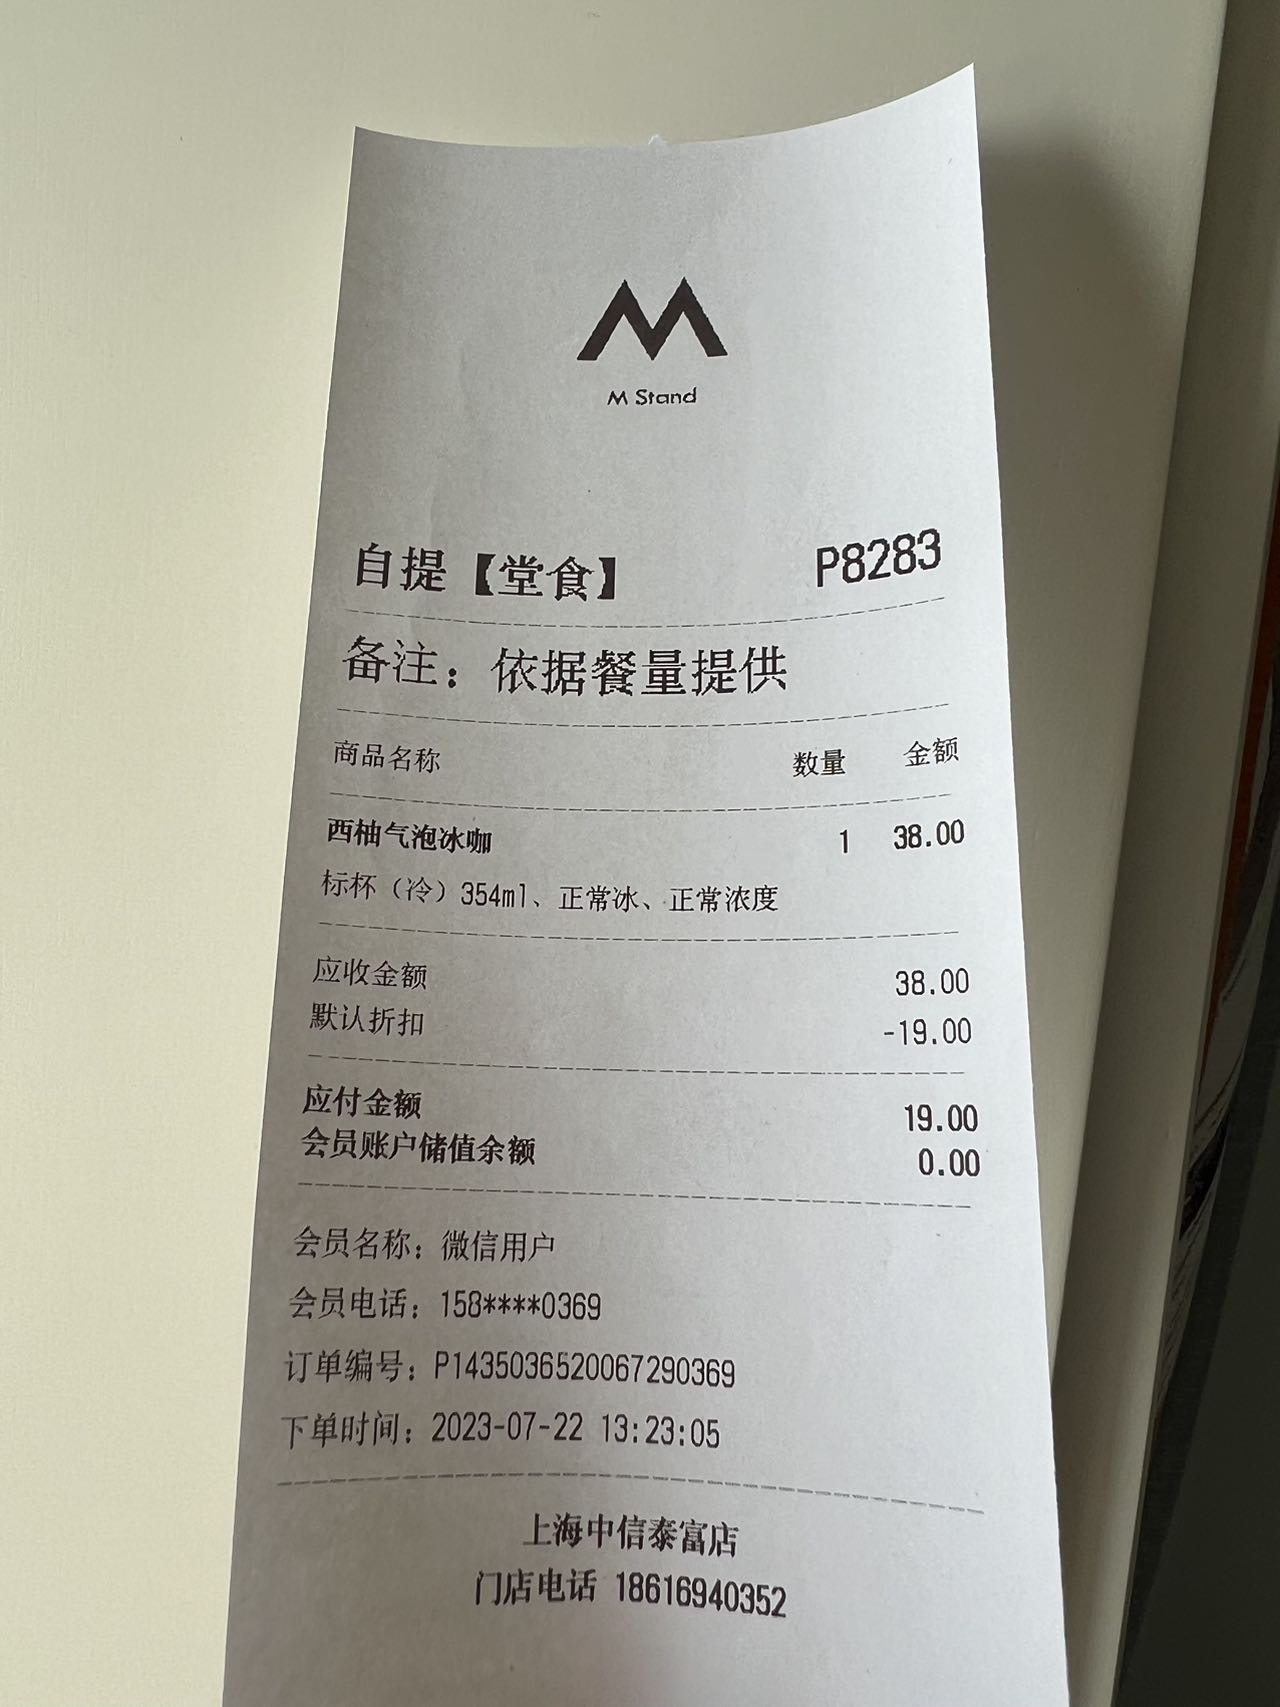 M Stand
自提【堂食】 P8283
备注：依据餐量提供
商品名称 数量 金额
西柚气泡冰咖 1 38.00
标杯（冷）354ml、正常冰、正常浓度
应收金额 38.00
默认折扣 -19.00
应付金额 19.00
会员账户储值余额 0.00
会员名称：微信用户
会员电话：158****0369
订单编号：P1435036520067290369
下单时间：2023-07-22 13:23:05
上海中信泰富店
门店电话 18616940352